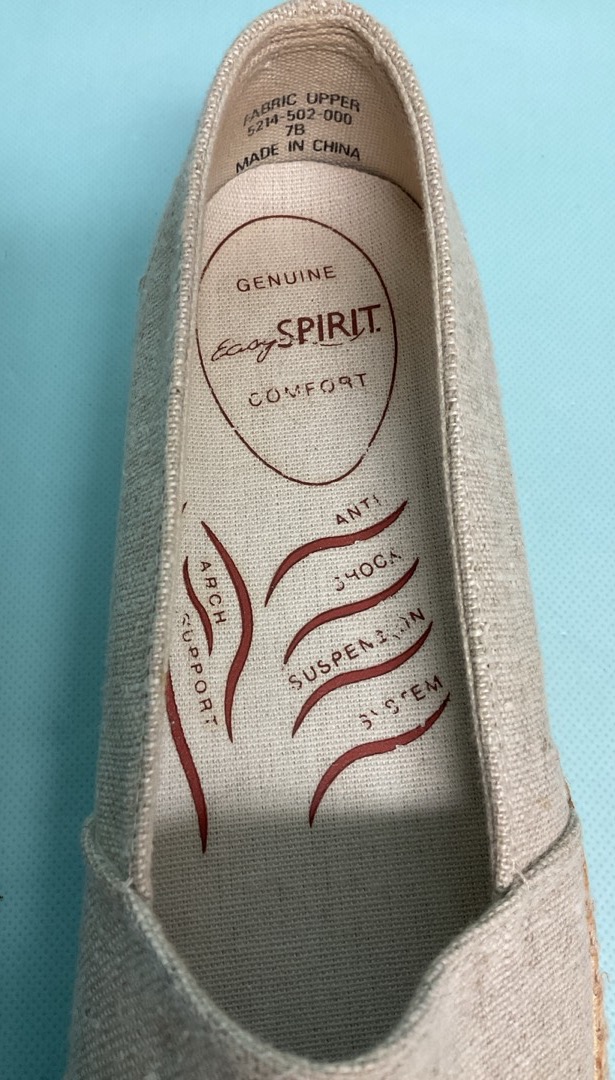 FABRIC UPPER
5214-502-000
7B
MADE IN CHINA
GENUINE
Easy SPIRIT.
COMFORT
ANTI
SHOCK
SUSPENSION
SYSTEM
ARCH
SUPPORT